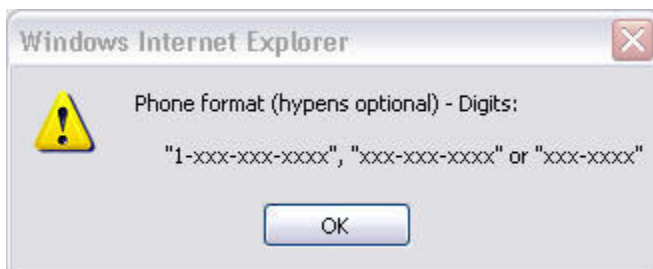 Windows Internet Explorer
Phone format (hypens optional) - Digits:
"1-xxx-xxx-xxxx", "xxx-xxx-xxxx" or "xxx-xxxx"
OK